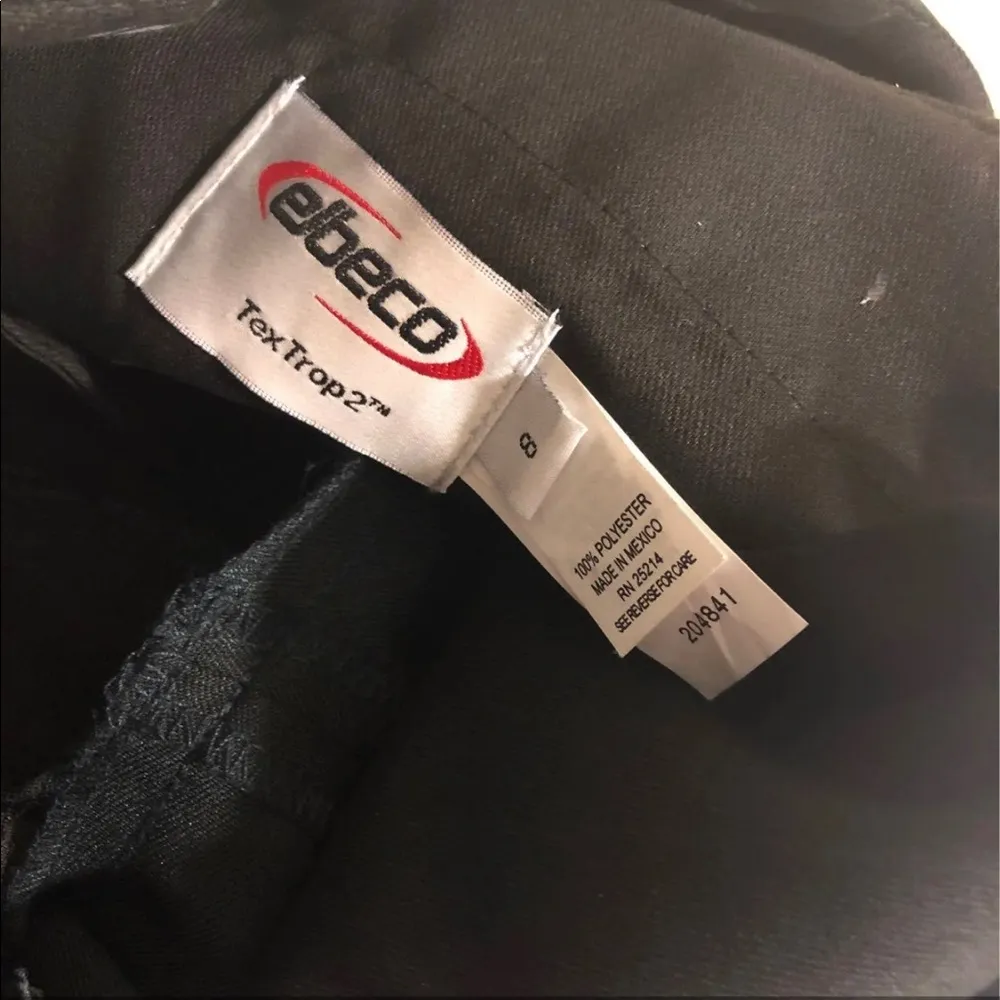 elbeco
TexTrop2™
8
100% POLYESTER
MADE IN MEXICO
RN 25214
SEE REVERSE FOR CARE
204841